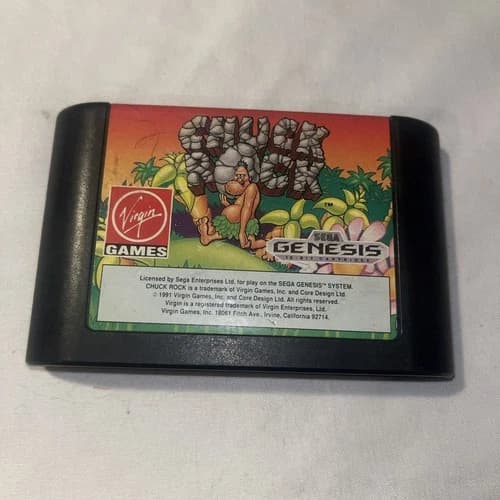 CHUCK
ROCK
TM
Virgin
GAMES
SEGA
GENESIS
16-BIT CARTRIDGE
Licensed by Sega Enterprises Ltd. for play on the SEGA GENESIS™ SYSTEM.
CHUCK ROCK is a trademark of Virgin Games, Inc. and Core Design Ltd.
© 1991 Virgin Games, Inc. and Core Design Ltd. All rights reserved.
Virgin is a registered trademark of Virgin Enterprises, Ltd.
Virgin Games, Inc. 18061 Fitch Ave., Irvine, California 92714.